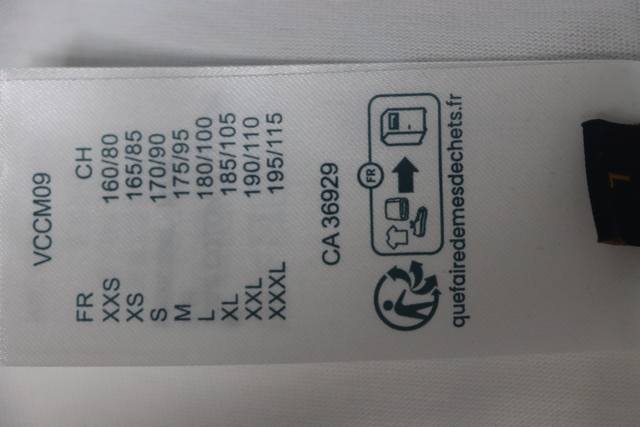 VCCM09
FR CH
XXS 160/80
XS 165/85
S 170/90
M 175/95
L 180/100
XL 185/105
XXL 190/110
XXXL 195/115
CA 36929
FR
quefairedemesdechets.fr